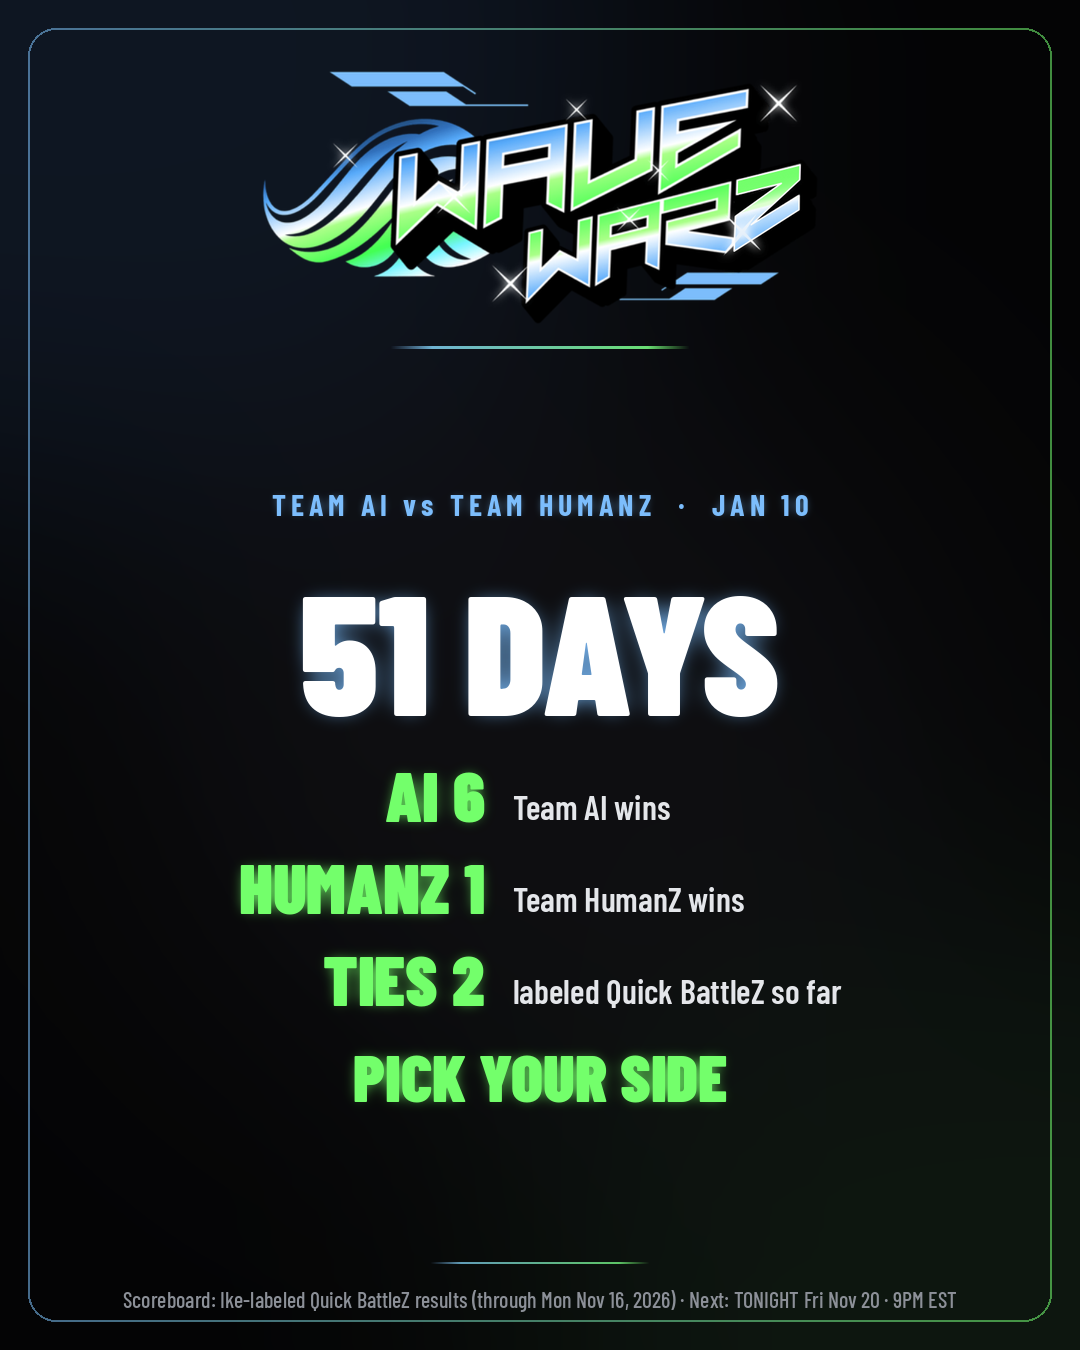 WAVE
WARZ
TEAM AI vs TEAM HUMANZ · JAN 10
51 DAYS
AI 6 Team AI wins
HUMANZ 1 Team HumanZ wins
TIES 2 labeled Quick BattleZ so far
PICK YOUR SIDE
Scoreboard: Ike-labeled Quick BattleZ results (through Mon Nov 16, 2026) · Next: TONIGHT Fri Nov 20 · 9PM EST